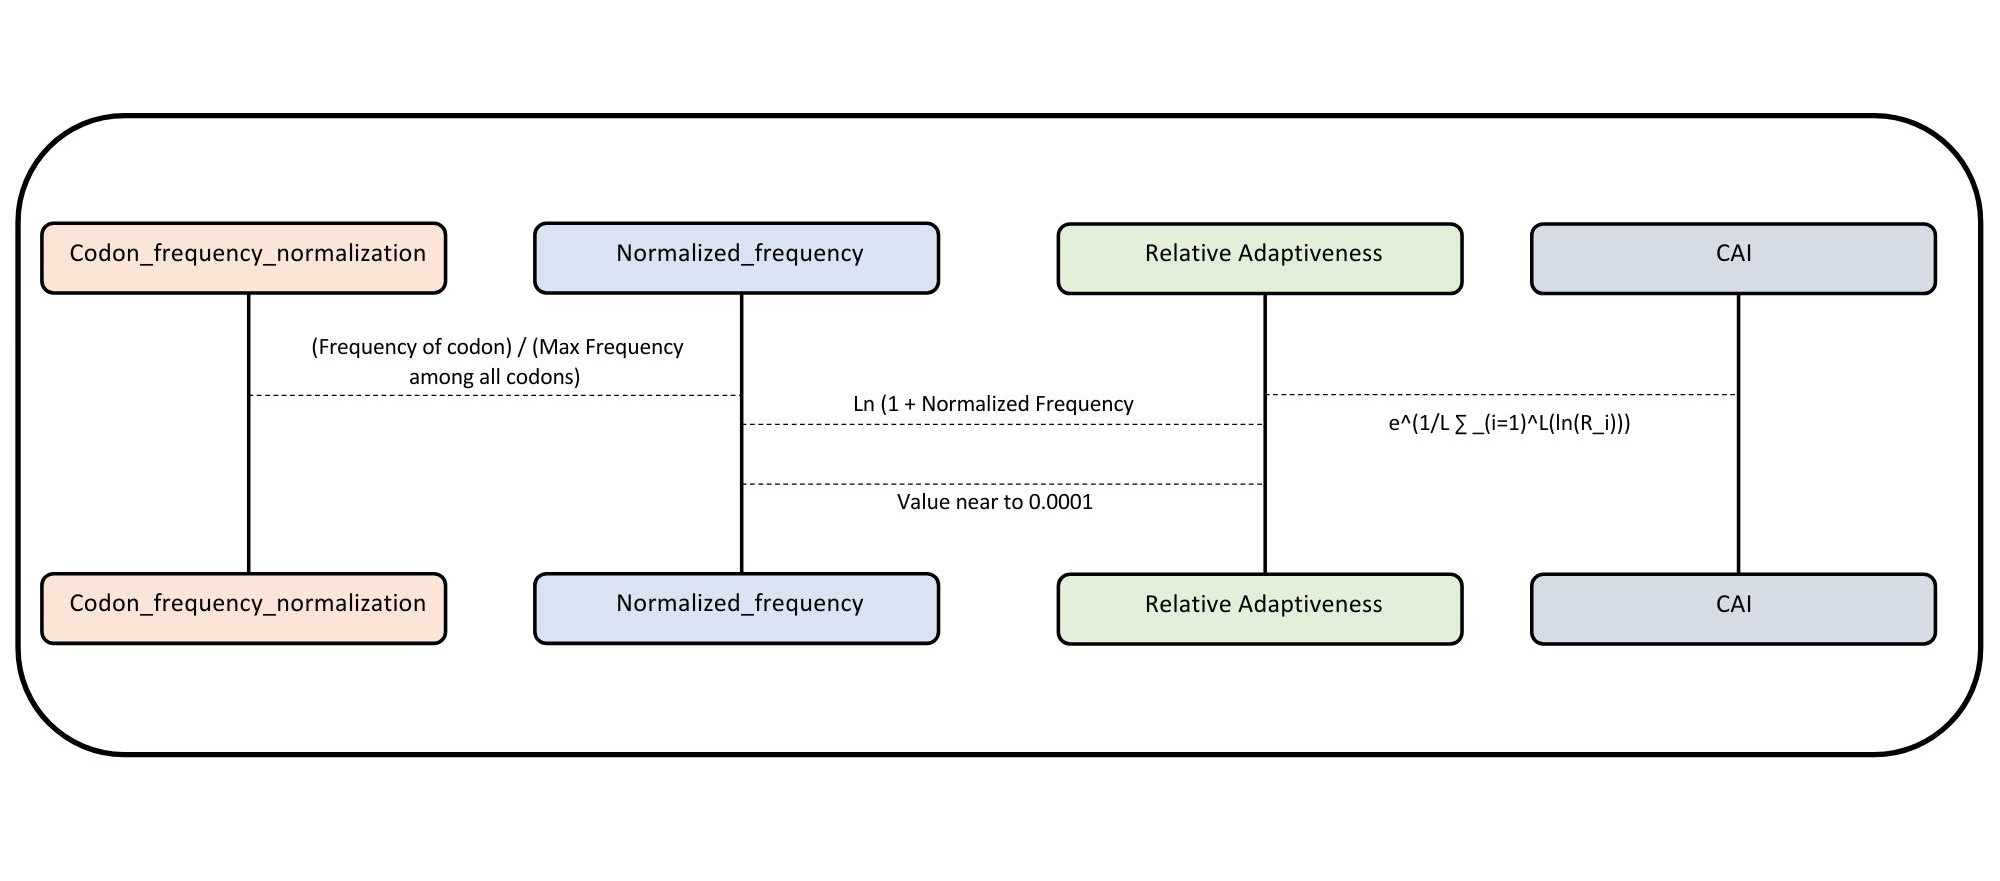 Codon_frequency_normalization
Normalized_frequency
Relative Adaptiveness
CAI
(Frequency of codon) / (Max Frequency
among all codons)
Ln (1 + Normalized Frequency
e^(1/L ∑ _(i=1)^L(ln(R_i)))
Value near to 0.0001
Codon_frequency_normalization
Normalized_frequency
Relative Adaptiveness
CAI